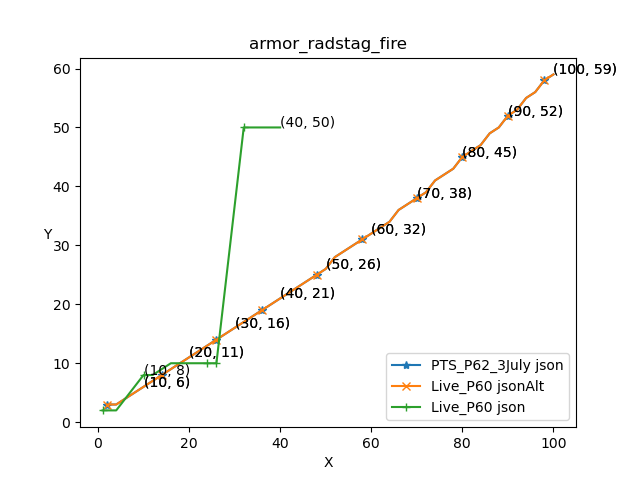 armor_radstag_fire
60
(100, 59)
(90, 52)
50
(40, 50)
(80, 45)
40
(70, 38)
Y
(60, 32)
30
(50, 26)
(40, 21)
20
(30, 16)
(20, 11)
10
(10, 8)
(10, 6)
0
PTS_P62_3July json
Live_P60 jsonAlt
Live_P60 json
0 20 40 60 80 100
X